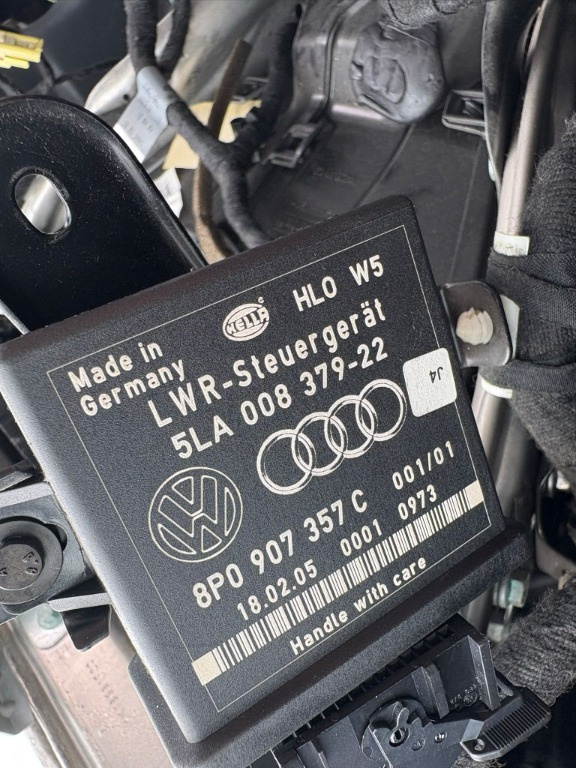 Made in
Germany
HELLA
HLO W5
LWR-Steuergerät
5LA 008 379-22
J4
8P0 907 357 C 001/01
18.02.05 0001 0973
Handle with care